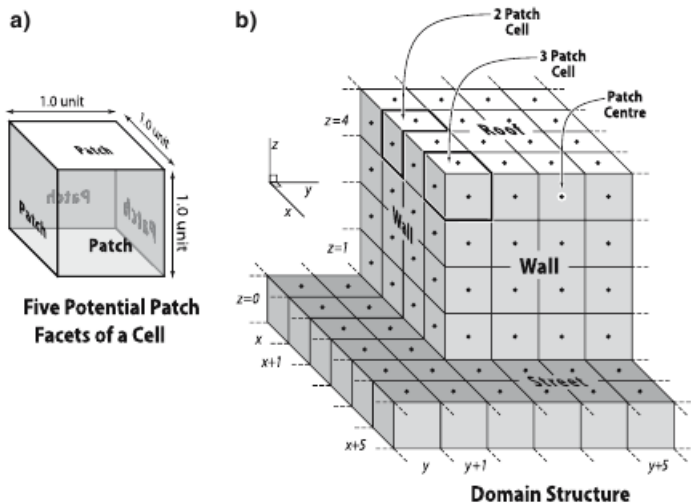 a)
1.0 unit
1.0 unit
Patch
Patch
Patch
Patch
Patch
1.0 unit
Five Potential Patch
Facets of a Cell
b)
2 Patch
Cell
3 Patch
Cell
Patch
Centre
z=4
Roof
z
y
x
Wall
z=1
Wall
z=0
x
x+1
Street
x+5
y
y+1
y+5
Domain Structure